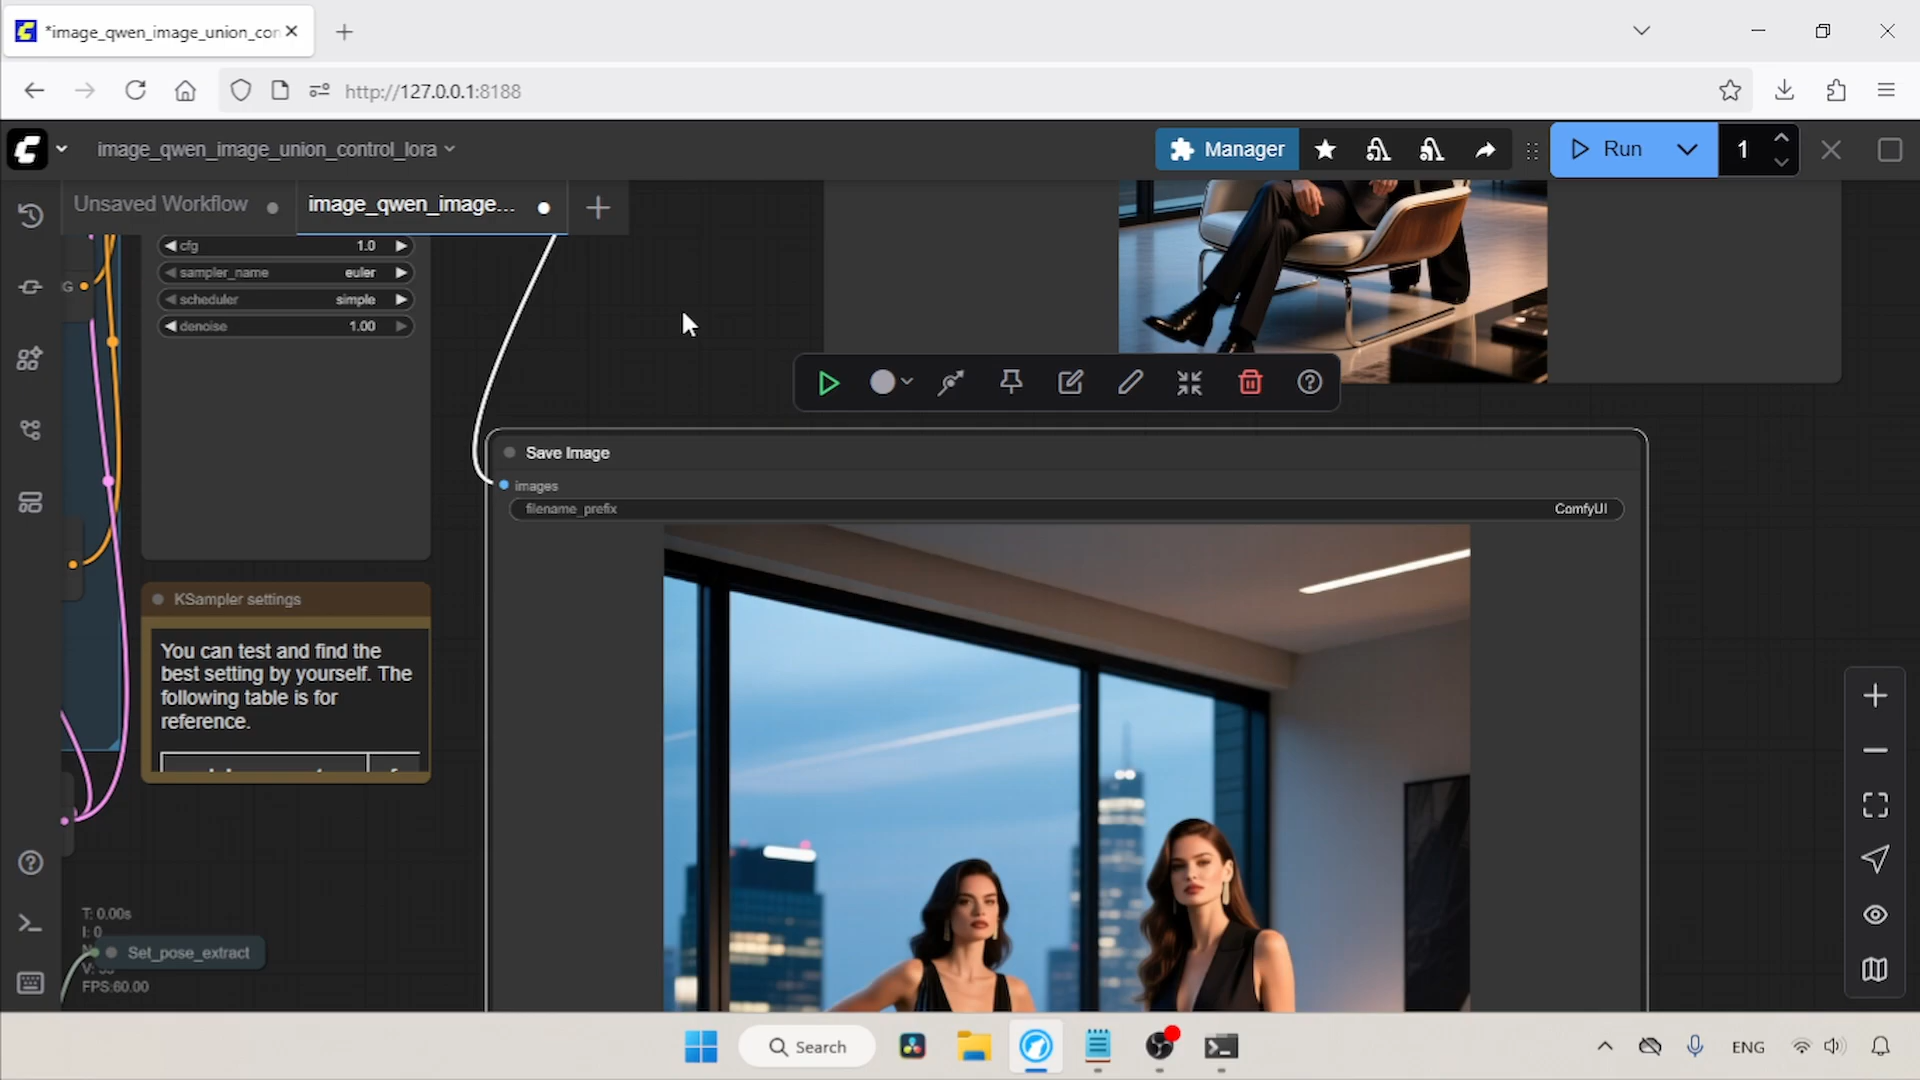 *image_qwen_image_union_con
http://127.0.0.1:8188
image_qwen_image_union_control_lora
Manager
Run
1
Unsaved Workflow
image_qwen_image...
cfg 1.0
sampler_name euler
scheduler simple
denoise 1.00
G
Save Image
images
filename_prefix ComfyUI
KSampler settings
You can test and find the
best setting by yourself. The
following table is for
reference.
T: 0.00s
I: 0
Set_pose_extract
FPS:60.00
Search
ENG